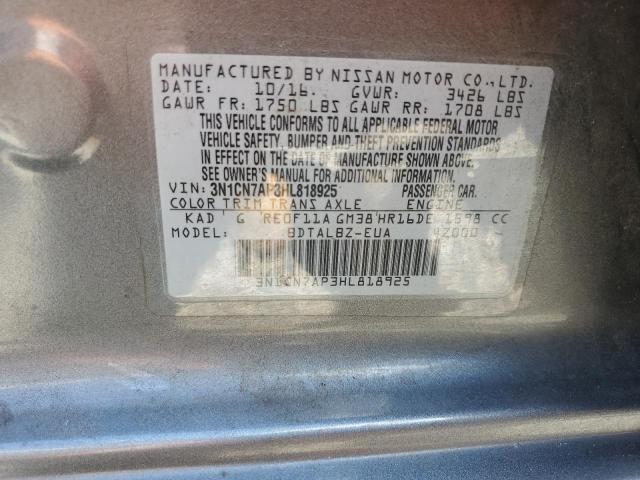 MANUFACTURED BY NISSAN MOTOR CO., LTD.
DATE: 10/16. GVWR: 3426 LBS
GAWR FR: 1750 LBS GAWR RR: 1708 LBS
THIS VEHICLE CONFORMS TO ALL APPLICABLE FEDERAL MOTOR
VEHICLE SAFETY, BUMPER AND THEFT PREVENTION STANDARDS
IN EFFECT ON THE DATE OF MANUFACTURE SHOWN ABOVE.
SEE OWNER'S MANUAL FOR ADDITIONAL INFORMATION
VIN: 3N1CN7AP3HL818925 PASSENGER CAR.
COLOR TRIM TRANS AXLE ENGINE
KAD G RE0F11A GM38 HR16DE 1598 CC
MODEL: BDTALBZ-EUA 4Z000 -
3N1CN7AP3HL818925